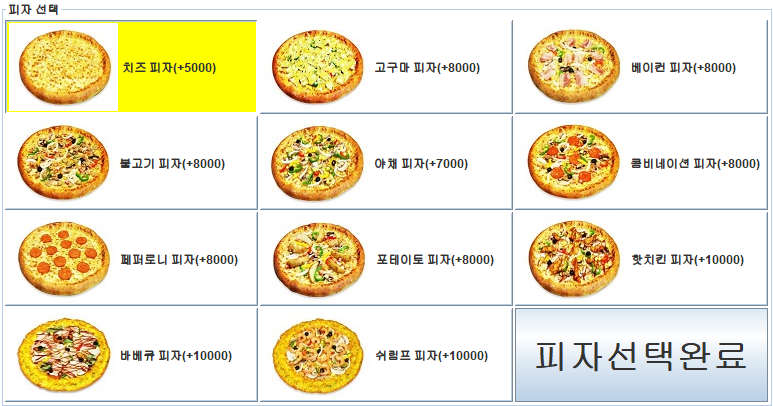 피자 선택
치즈 피자(+5000)
고구마 피자(+8000)
베이컨 피자(+8000)
불고기 피자(+8000)
야채 피자(+7000)
콤비네이션 피자(+8000)
페퍼로니 피자(+8000)
포테이토 피자(+8000)
핫치킨 피자(+10000)
바베큐 피자(+10000)
쉬림프 피자(+10000)
피자선택완료